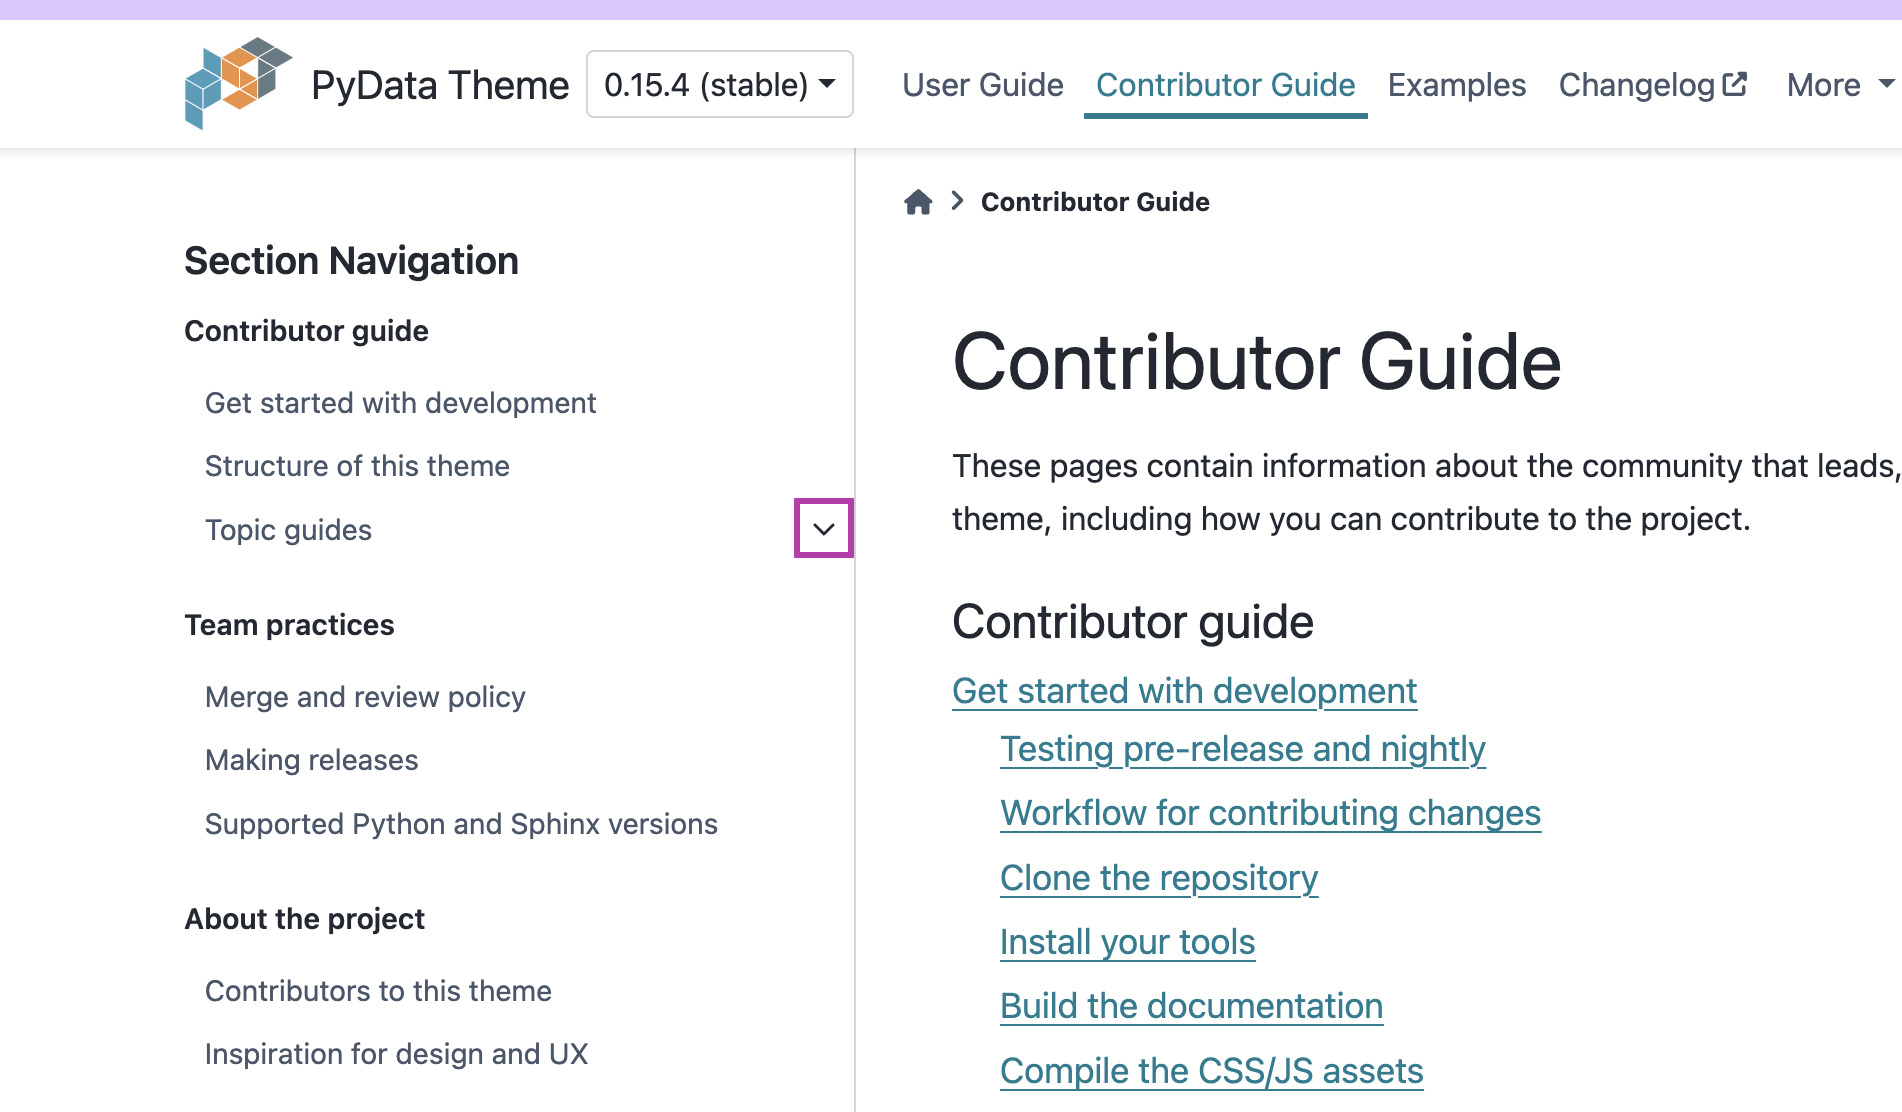 PyData Theme
0.15.4 (stable)
User Guide
Contributor Guide
Examples
Changelog
More
Section Navigation
Contributor guide
Get started with development
Structure of this theme
Topic guides
Team practices
Merge and review policy
Making releases
Supported Python and Sphinx versions
About the project
Contributors to this theme
Inspiration for design and UX
Contributor Guide
Contributor Guide
These pages contain information about the community that leads,
theme, including how you can contribute to the project.
Contributor guide
Get started with development
Testing pre-release and nightly
Workflow for contributing changes
Clone the repository
Install your tools
Build the documentation
Compile the CSS/JS assets